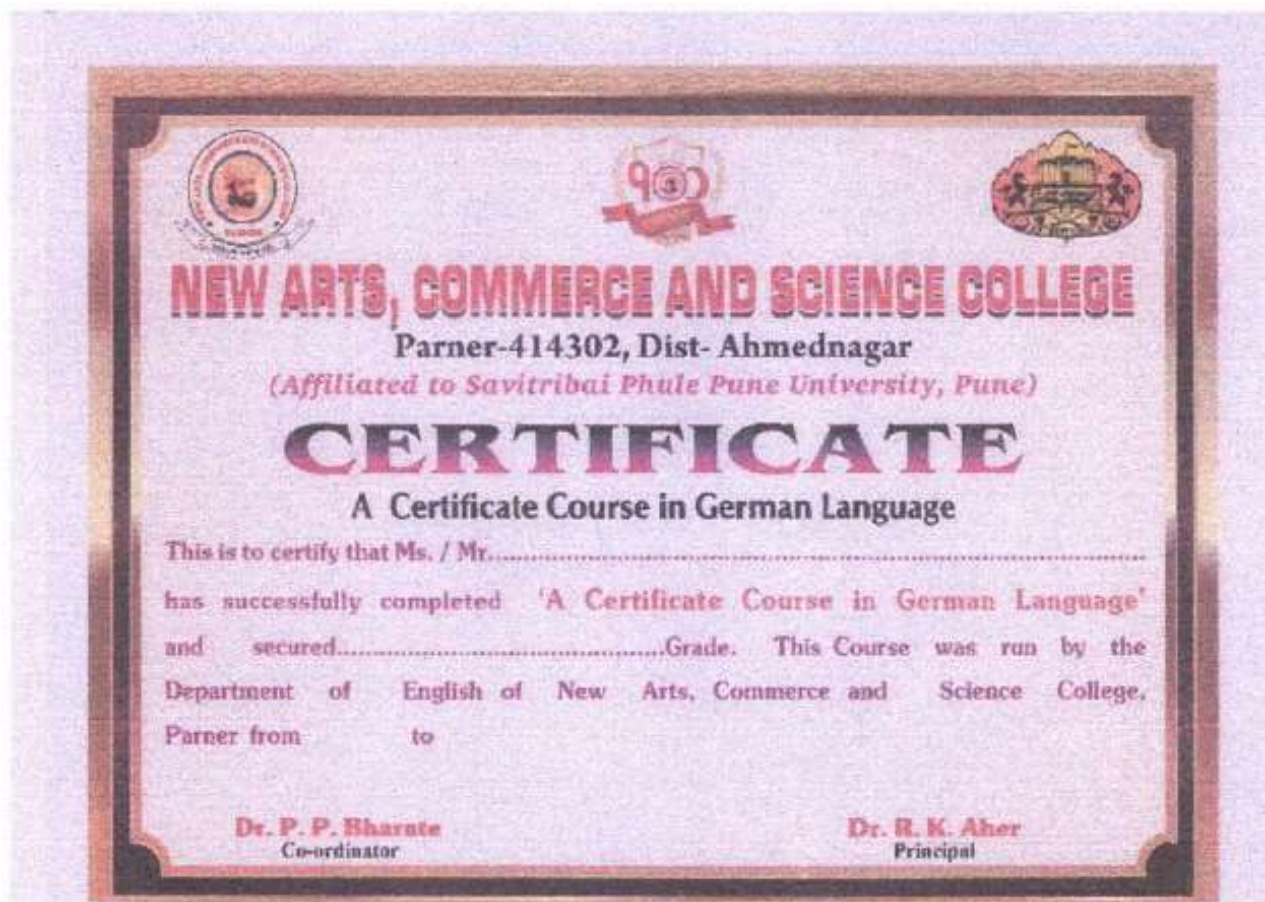 १००
NEW ARTS, COMMERCE AND SCIENCE COLLEGE
Parner-414302, Dist- Ahmednagar
(Affiliated to Savitribai Phule Pune University, Pune)
CERTIFICATE
A Certificate Course in German Language
This is to certify that Ms. / Mr..........................................................................................................
has successfully completed 'A Certificate Course in German Language'
and secured................................................Grade. This Course was run by the
Department of English of New Arts, Commerce and Science College.
Parner from to
Dr. P. P. Bharate Dr. R. K. Aher
Co-ordinator Principal